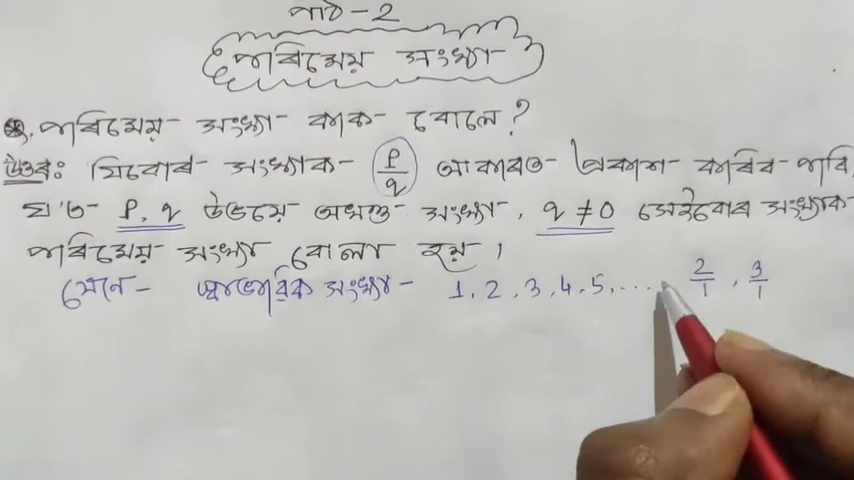 পাঠ - 2
পৰিমেয় সংখ্যা
Q. পৰিমেয় সংখ্যা কাক বোলে?
উত্তৰঃ যিবোৰ সংখ্যাক p/q আকাৰত প্ৰকাশ কৰিব পাৰি,
য'ত p, q উভয়ে অখণ্ড সংখ্যা, q ≠ 0 সেইবোৰ সংখ্যাক
পৰিমেয় সংখ্যা বোলা হয়।
যেনে - স্বাভাৱিক সংখ্যা - 1, 2, 3, 4, 5, ..... 2/1, 3/1